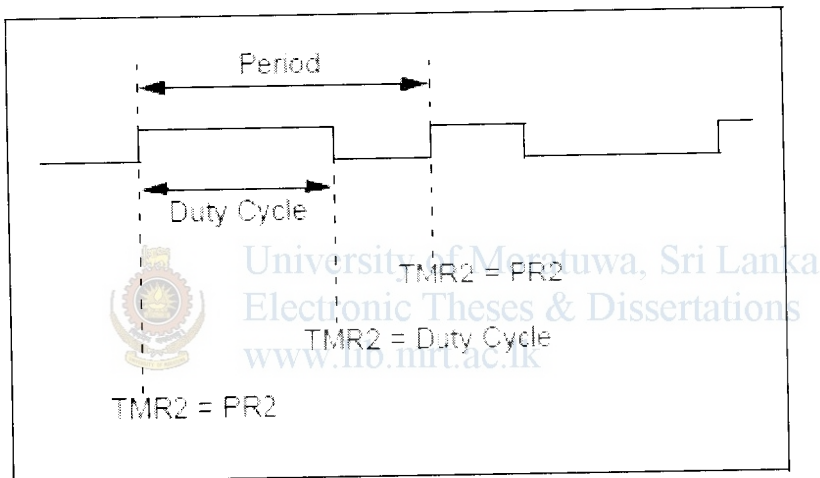 Period
Duty Cycle
University of Moratuwa, Sri Lanka
TMR2 = PR2
Electronic Theses & Dissertations
TMR2 = Duty Cycle
www.lib.mrt.ac.lk
TMR2 = PR2